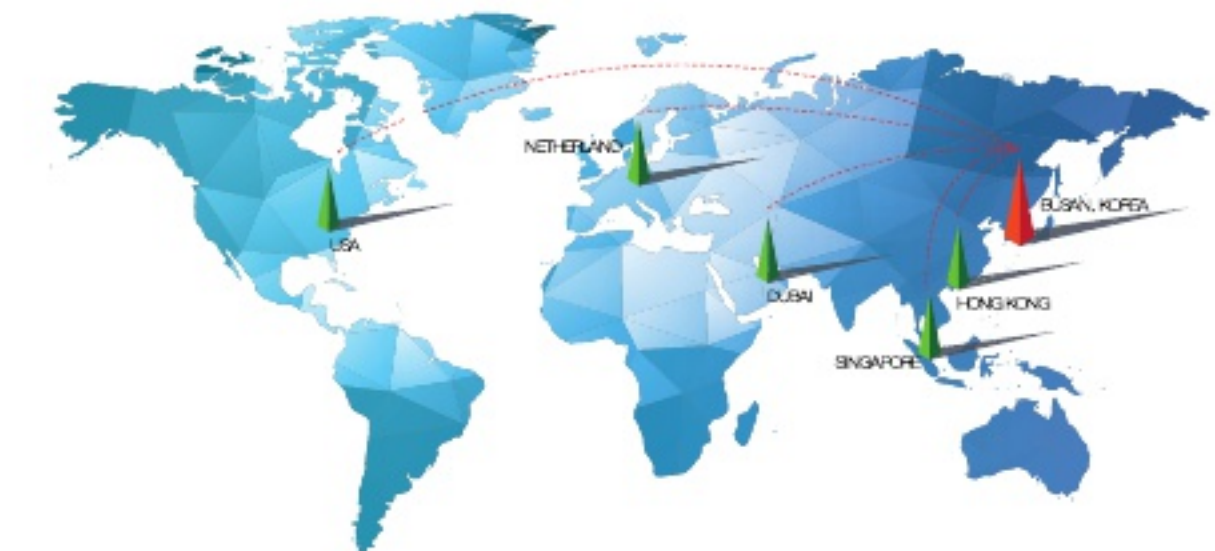 NETHERLAND
BUSAN, KOREA
USA
DUBAI
HONG KONG
SINGAPORE